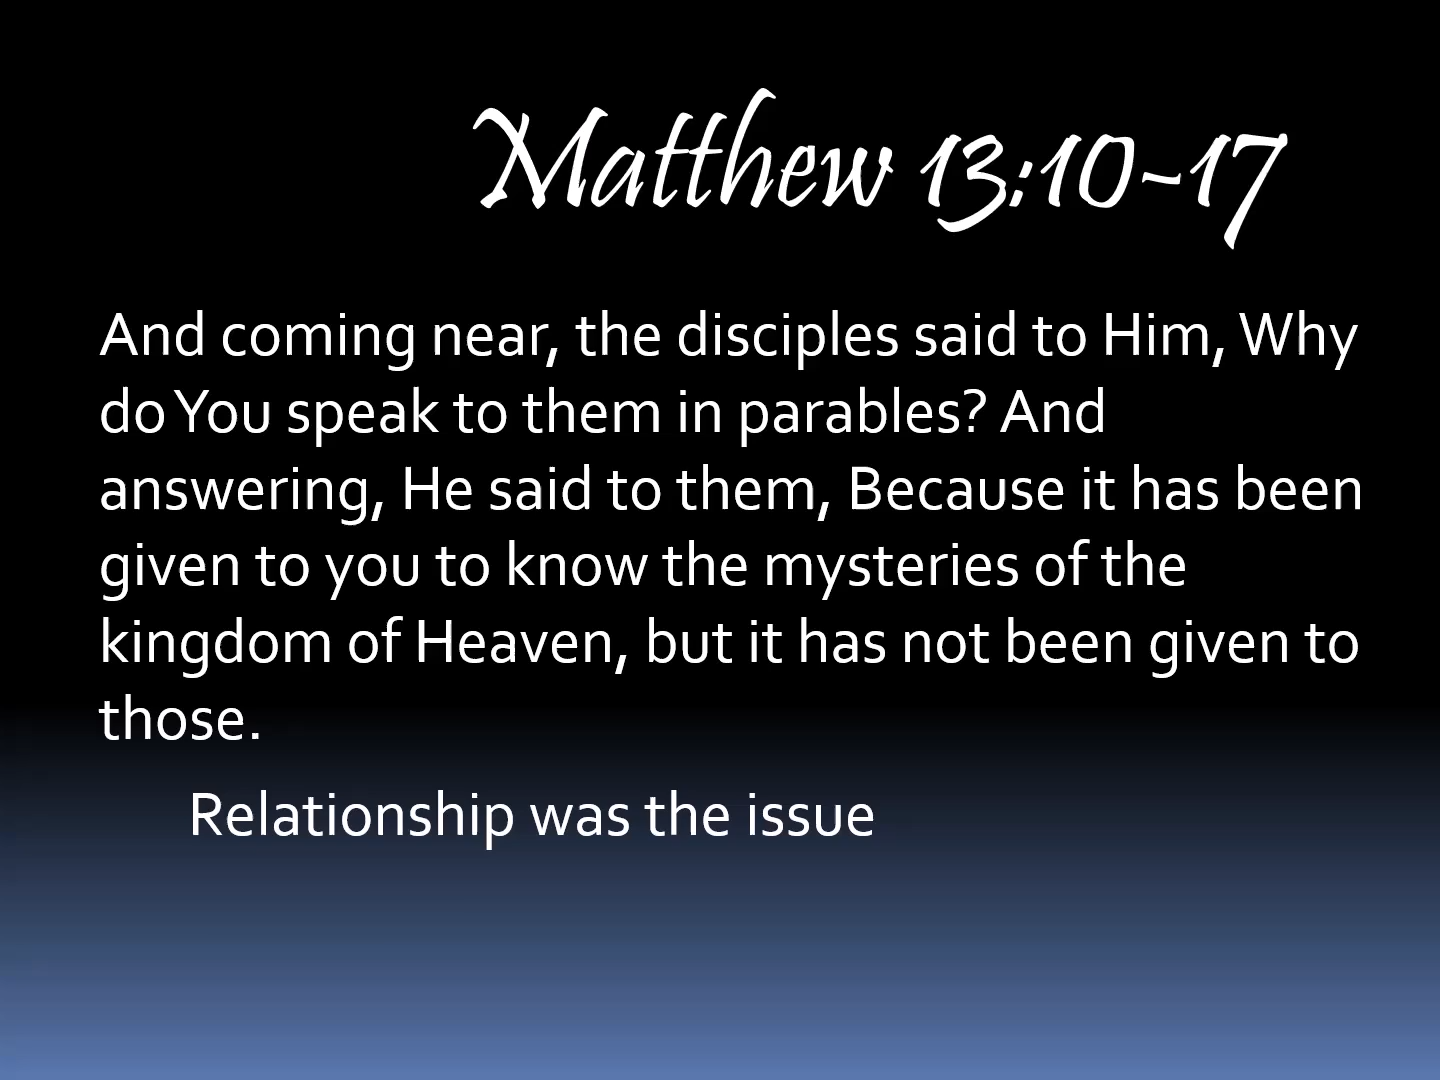 Matthew 13:10-17
And coming near, the disciples said to Him, Why
do You speak to them in parables? And
answering, He said to them, Because it has been
given to you to know the mysteries of the
kingdom of Heaven, but it has not been given to
those.
Relationship was the issue